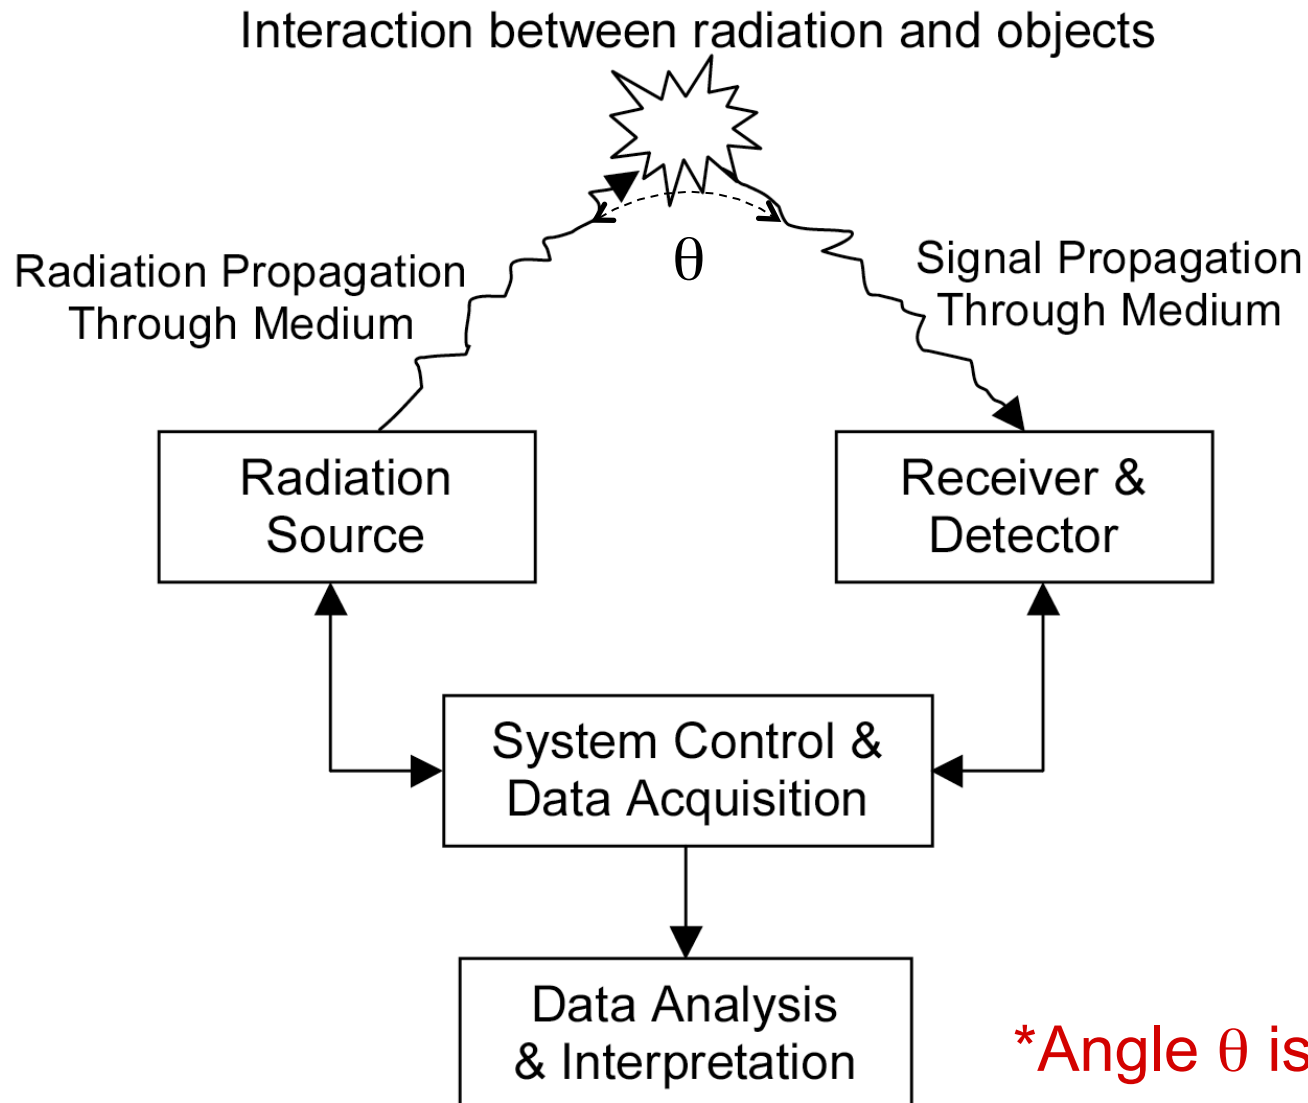 Interaction between radiation and objects
θ
Radiation Propagation
Through Medium
Signal Propagation
Through Medium
Radiation
Source
Receiver &
Detector
System Control &
Data Acquisition
Data Analysis
& Interpretation
*Angle θ is